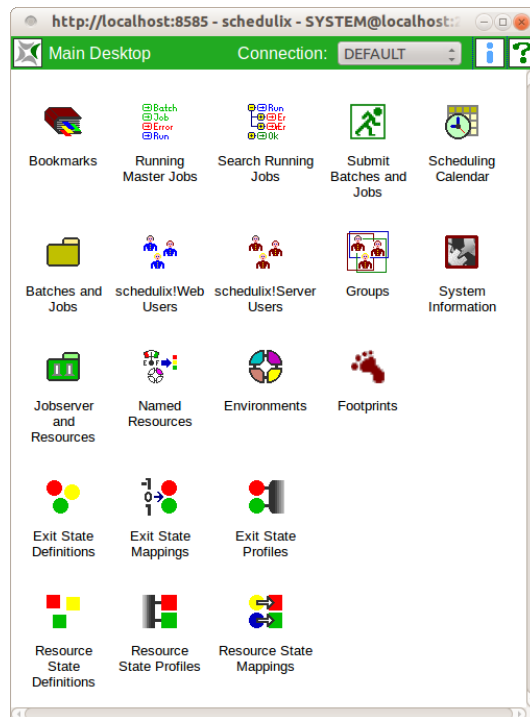 http://localhost:8585 - schedulix - SYSTEM@localhost:
Main Desktop Connection: DEFAULT
Batch
Job
Error
Run
Run
Ok
Bookmarks Running Search Running Submit Scheduling
Master Jobs Jobs Batches and Calendar
Jobs
Batches and schedulix!Web schedulix!Server Groups System
Jobs Users Users Information
Jobserver Named Environments Footprints
and Resources
Resources
-1
0
1
Exit State Exit State Exit State
Definitions Mappings Profiles
Resource Resource Resource State
State State Profiles Mappings
Definitions